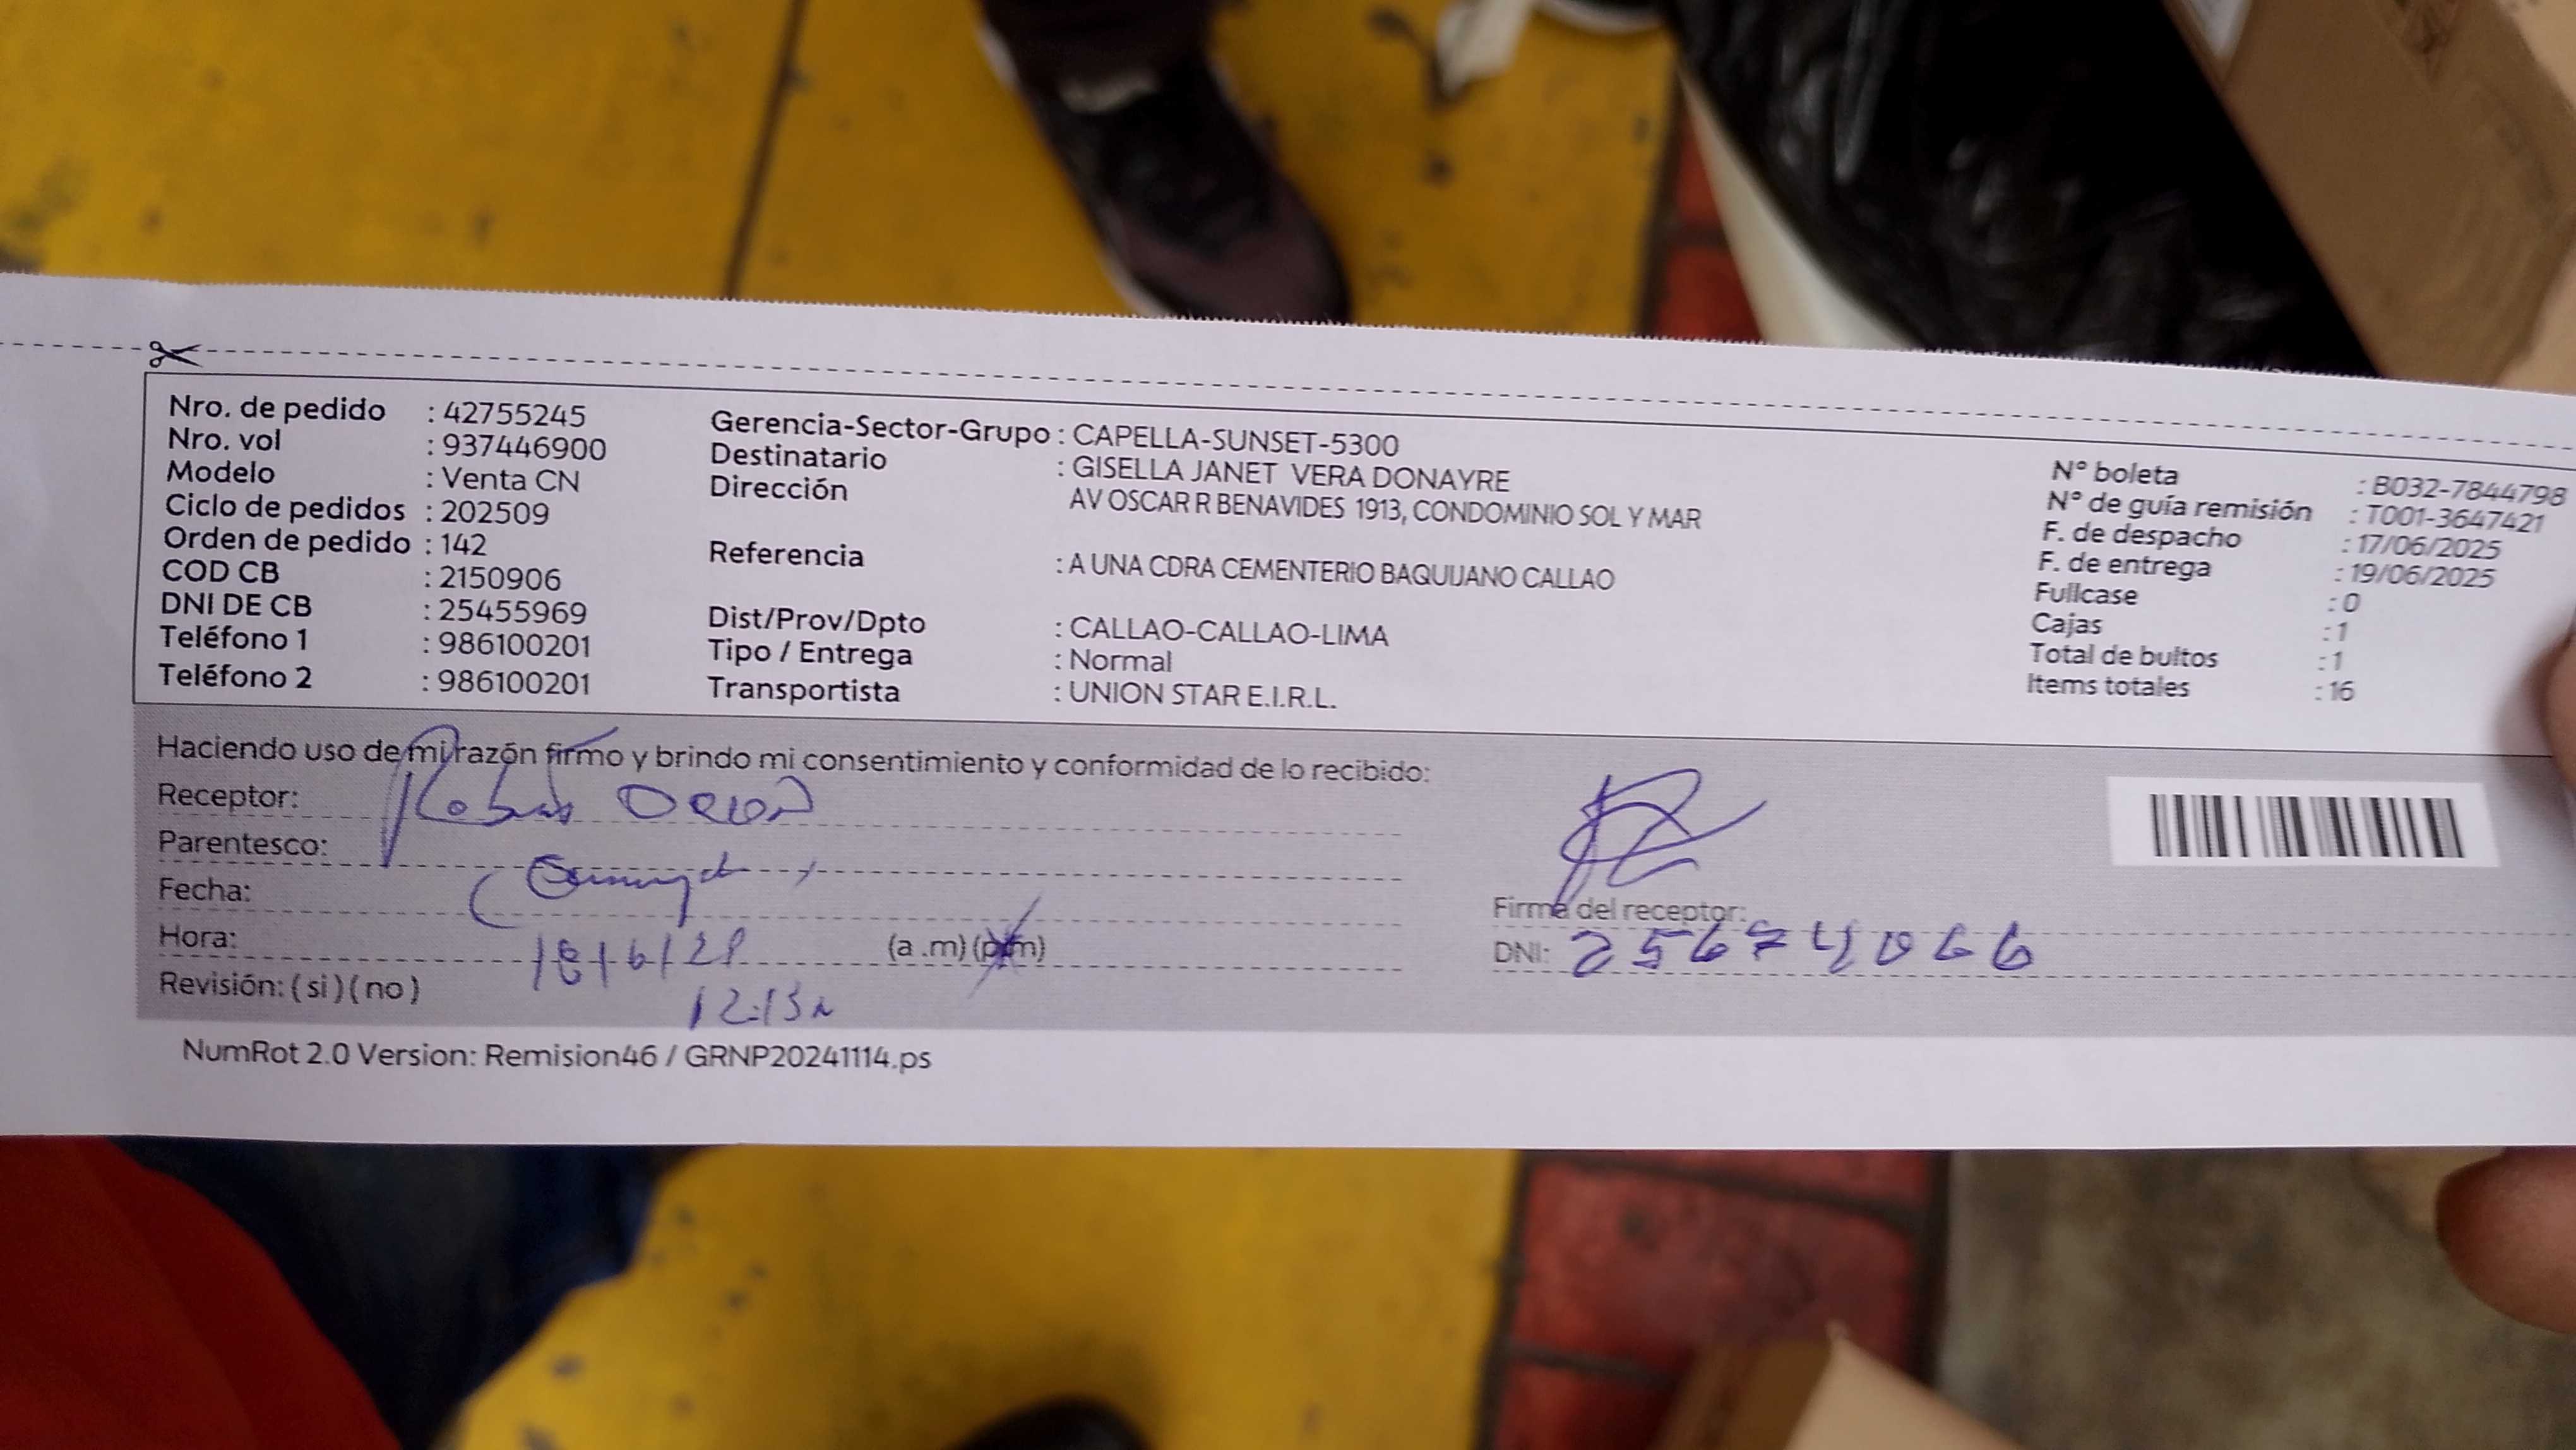 Nro. de pedido : 42755245
Nro. vol : 937446900
Modelo : Venta CN
Ciclo de pedidos : 202509
Orden de pedido : 142
COD CB : 2150906
DNI DE CB : 25455969
Teléfono 1 : 986100201
Teléfono 2 : 986100201
Gerencia-Sector-Grupo : CAPELLA-SUNSET-5300
Destinatario : GISELLA JANET VERA DONAYRE
Dirección AV OSCAR R BENAVIDES 1913, CONDOMINIO SOL Y MAR
Referencia : A UNA CDRA CEMENTERIO BAQUIJANO CALLAO
Dist/Prov/Dpto : CALLAO-CALLAO-LIMA
Tipo / Entrega : Normal
Transportista : UNION STAR E.I.R.L.
N° boleta : B032-7844798
N° de guía remisión : T001-3647421
F. de despacho : 17/06/2025
F. de entrega : 19/06/2025
Fullcase : 0
Cajas : 1
Total de bultos : 1
Items totales : 16
Haciendo uso de mi razón firmo y brindo mi consentimiento y conformidad de lo recibido:
Receptor:
Parentesco:
Fecha:
Hora: (a .m) (p.m)
Revisión: ( si ) ( no )
12:13
Firma del receptor:
DNI: 25674066
NumRot 2.0 Version: Remision46 / GRNP20241114.ps